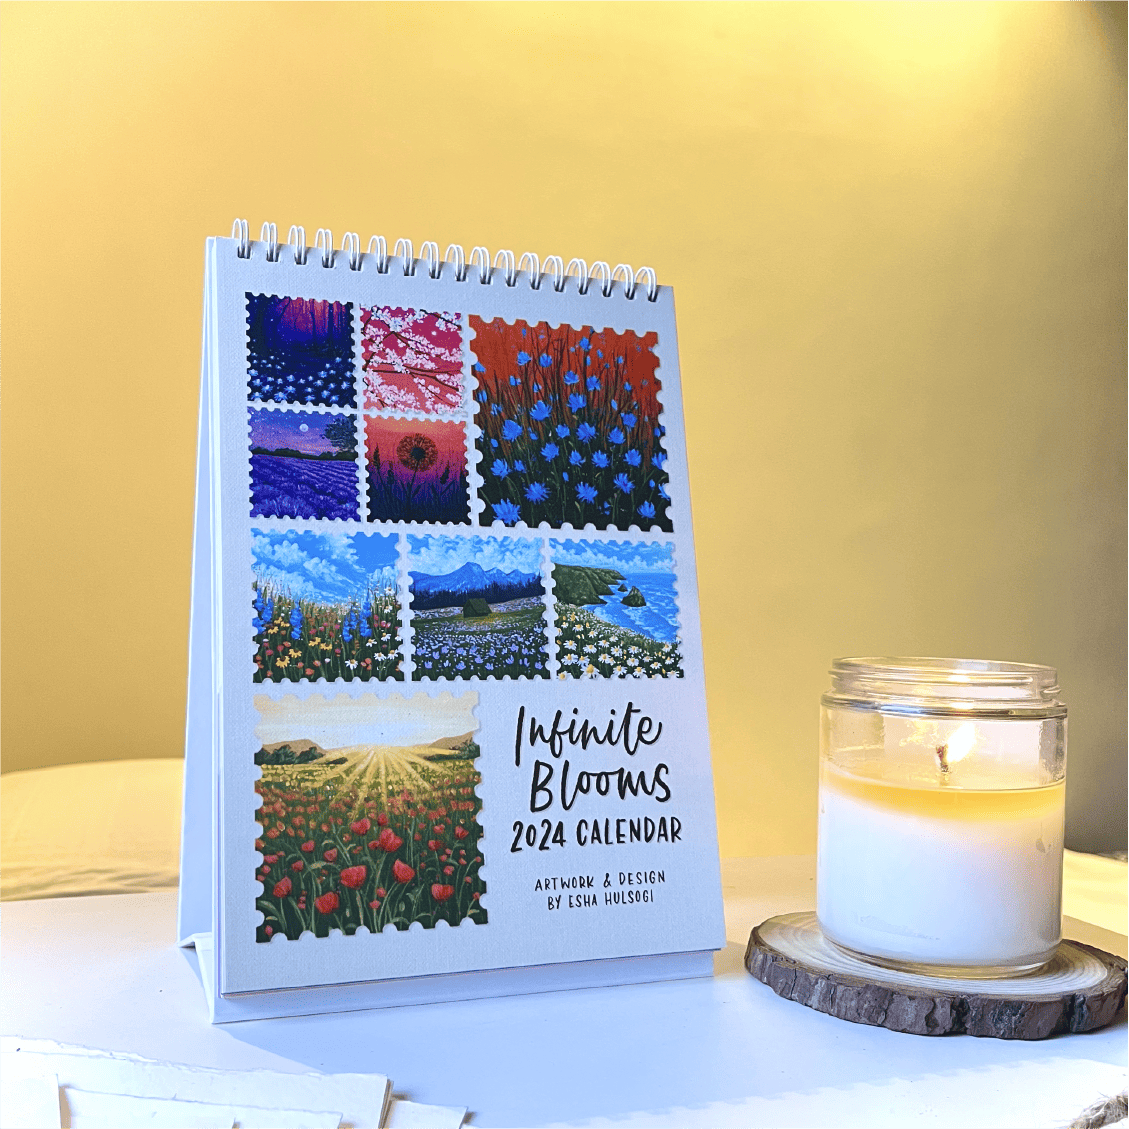 Infinite
Blooms
2024 CALENDAR
ARTWORK & DESIGN
BY ESHA HULSOGI